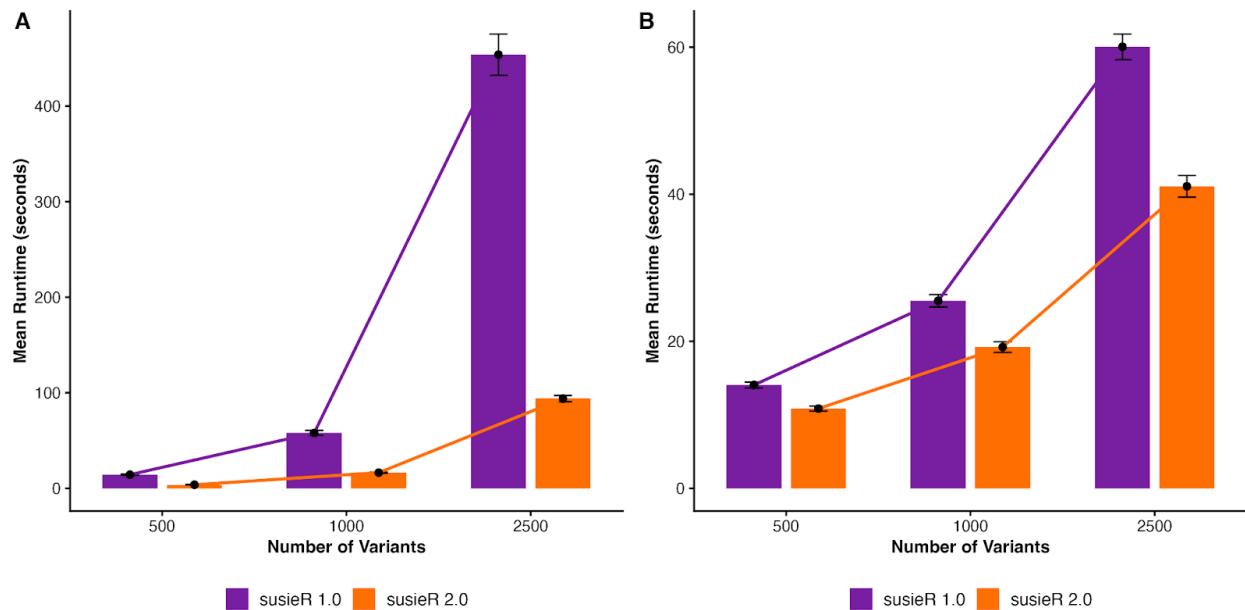 A
Mean Runtime (seconds)
400
300
200
100
0
500 1000 2500
Number of Variants
susieR 1.0 susieR 2.0
B
Mean Runtime (seconds)
60
40
20
0
500 1000 2500
Number of Variants
susieR 1.0 susieR 2.0